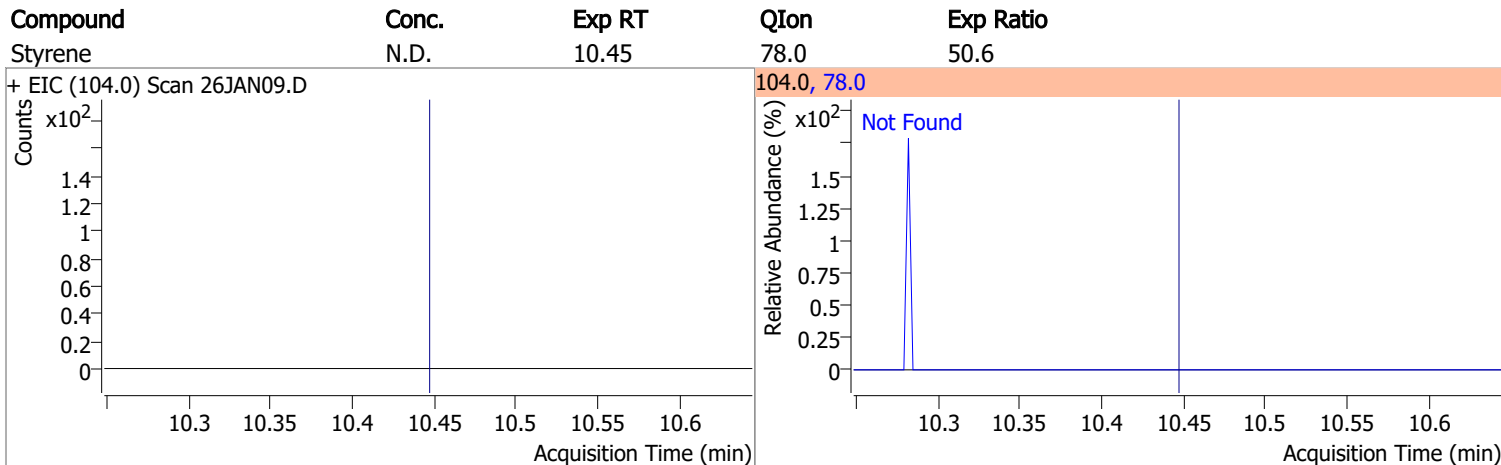 Compound Conc. Exp RT QIon Exp Ratio
Styrene N.D. 10.45 78.0 50.6
+ EIC (104.0) Scan 26JAN09.D
Counts
x10²
1.4
1.2
1
0.8
0.6
0.4
0.2
0
10.3 10.35 10.4 10.45 10.5 10.55 10.6
Acquisition Time (min)
104.0, 78.0
Relative Abundance (%)
x10²
Not Found
1.5
1.25
1
0.75
0.5
0.25
0
10.3 10.35 10.4 10.45 10.5 10.55 10.6
Acquisition Time (min)